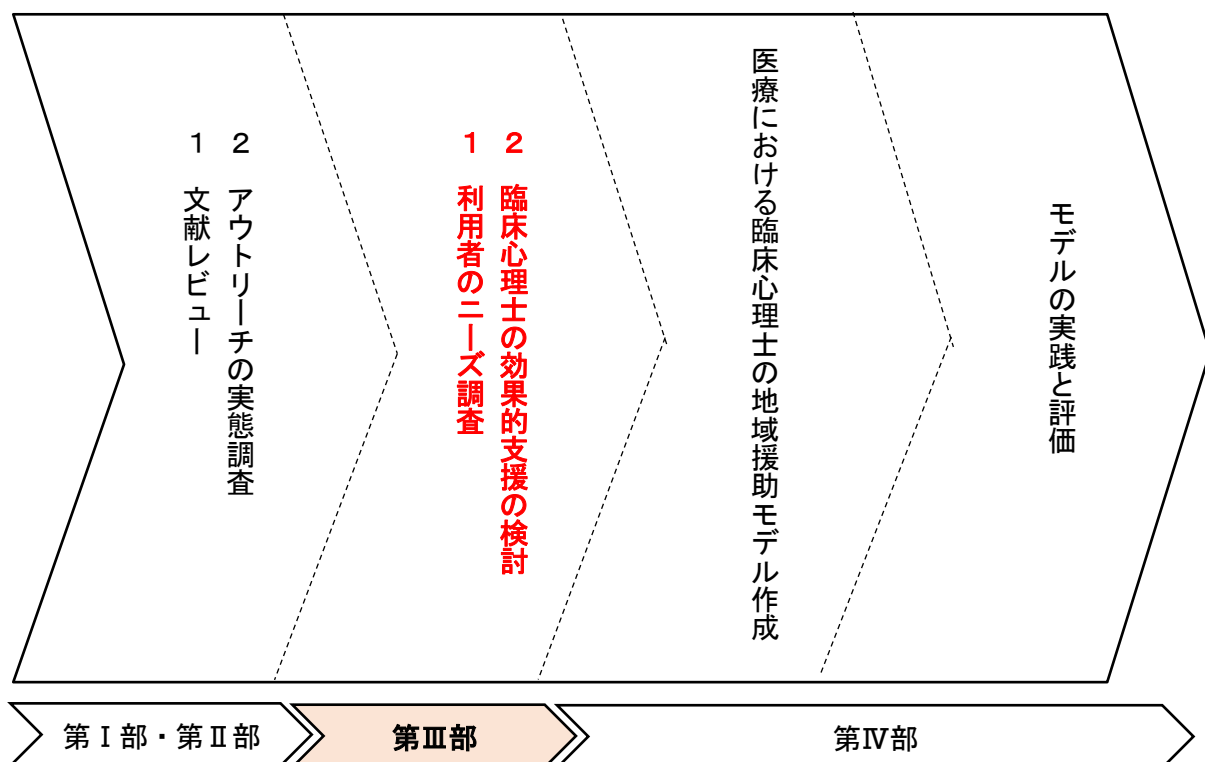 1 文献レビュー
2 アウトリーチの実態調査
1 利用者のニーズ調査
2 臨床心理士の効果的支援の検討
医療における臨床心理士の地域援助モデル作成
モデルの実践と評価
第Ⅰ部・第Ⅱ部
第Ⅲ部
第Ⅳ部